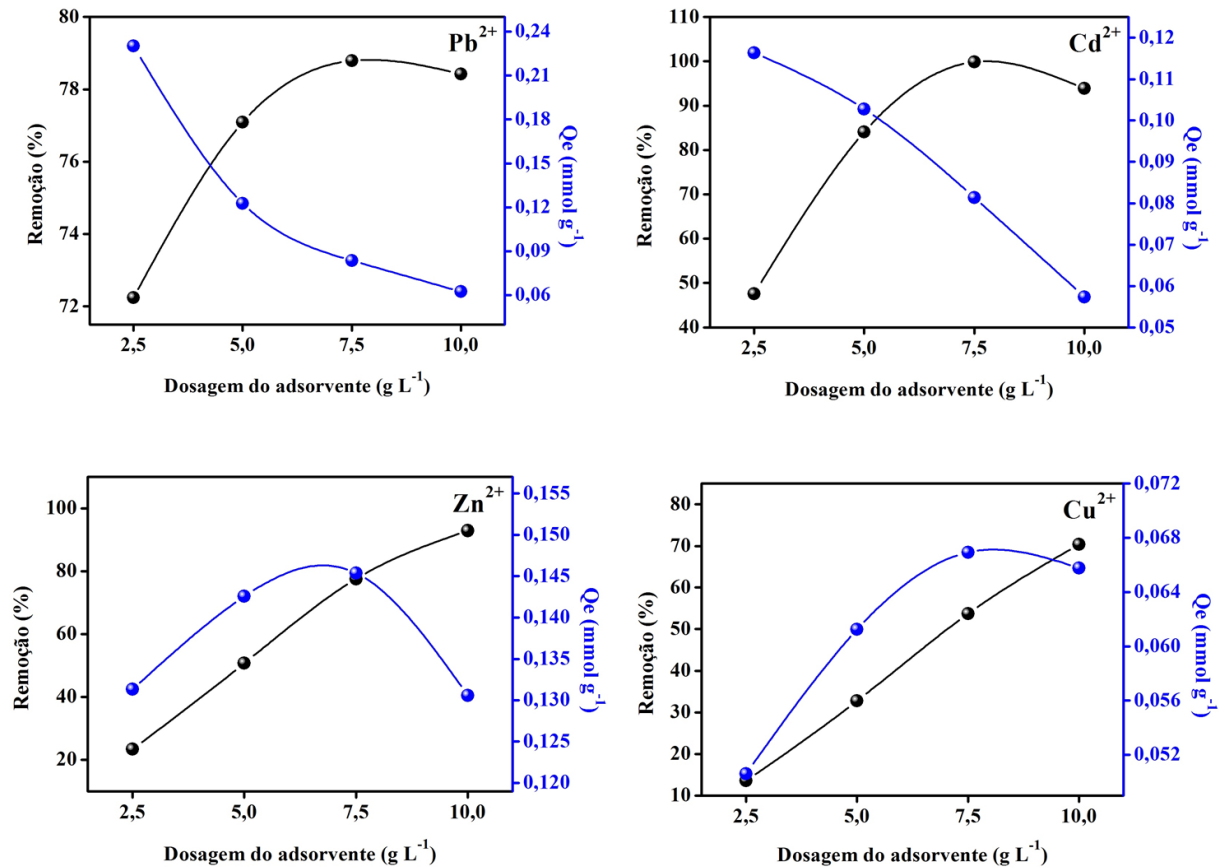 Pb²⁺
Remoção (%)
80
78
76
74
72
0,24
0,21
0,18
0,15
0,12
0,09
0,06
Qe (mmol g⁻¹)
2,5 5,0 7,5 10,0
Dosagem do adsorvente (g L⁻¹)
Cd²⁺
Remoção (%)
110
100
90
80
70
60
50
40
0,12
0,11
0,10
0,09
0,08
0,07
0,06
0,05
Qe (mmol g⁻¹)
2,5 5,0 7,5 10,0
Dosagem do adsorvente (g L⁻¹)
Zn²⁺
Remoção (%)
100
80
60
40
20
0,155
0,150
0,145
0,140
0,135
0,130
0,125
0,120
Qe (mmol g⁻¹)
2,5 5,0 7,5 10,0
Dosagem do adsorvente (g L⁻¹)
Cu²⁺
Remoção (%)
80
70
60
50
40
30
20
10
0,072
0,068
0,064
0,060
0,056
0,052
Qe (mmol g⁻¹)
2,5 5,0 7,5 10,0
Dosagem do adsorvente (g L⁻¹)